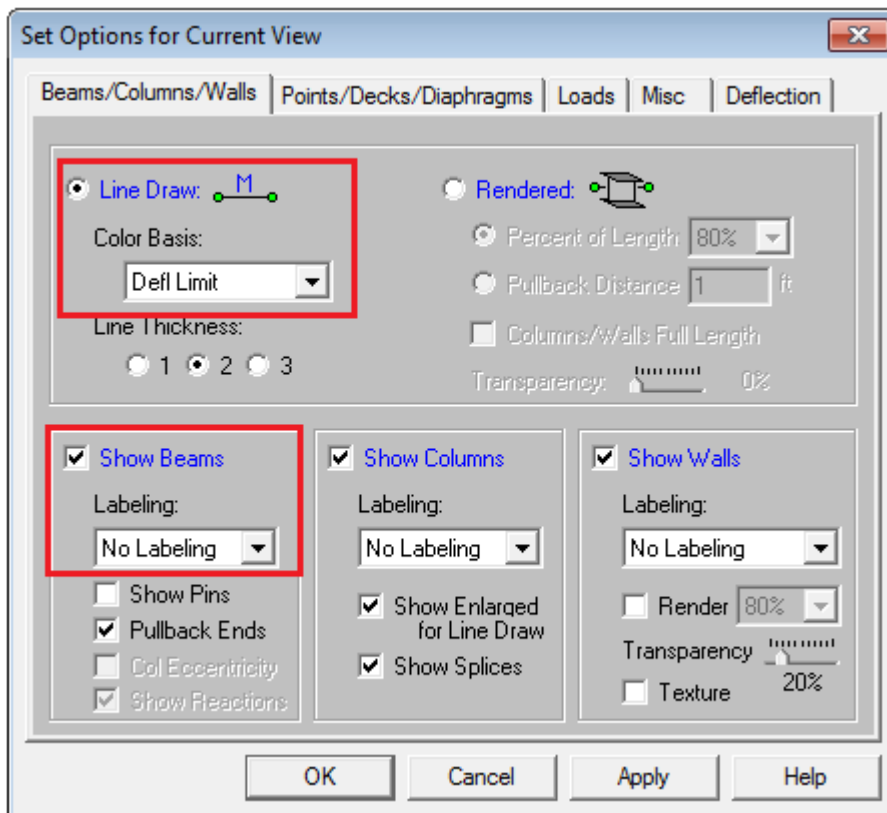 Set Options for Current View
Beams/Columns/Walls
Points/Decks/Diaphragms
Loads
Misc
Deflection
Line Draw:
M
Color Basis:
Defl Limit
Line Thickness:
1 2 3
Rendered:
Percent of Length 80%
Pullback Distance 1 ft
Columns/Walls Full Length
Transparency: 0%
Show Beams
Labeling:
No Labeling
Show Pins
Pullback Ends
Col Eccentricity
Show Reactions
Show Columns
Labeling:
No Labeling
Show Enlarged
for Line Draw
Show Splices
Show Walls
Labeling:
No Labeling
Render 80%
Transparency
20%
Texture
OK
Cancel
Apply
Help